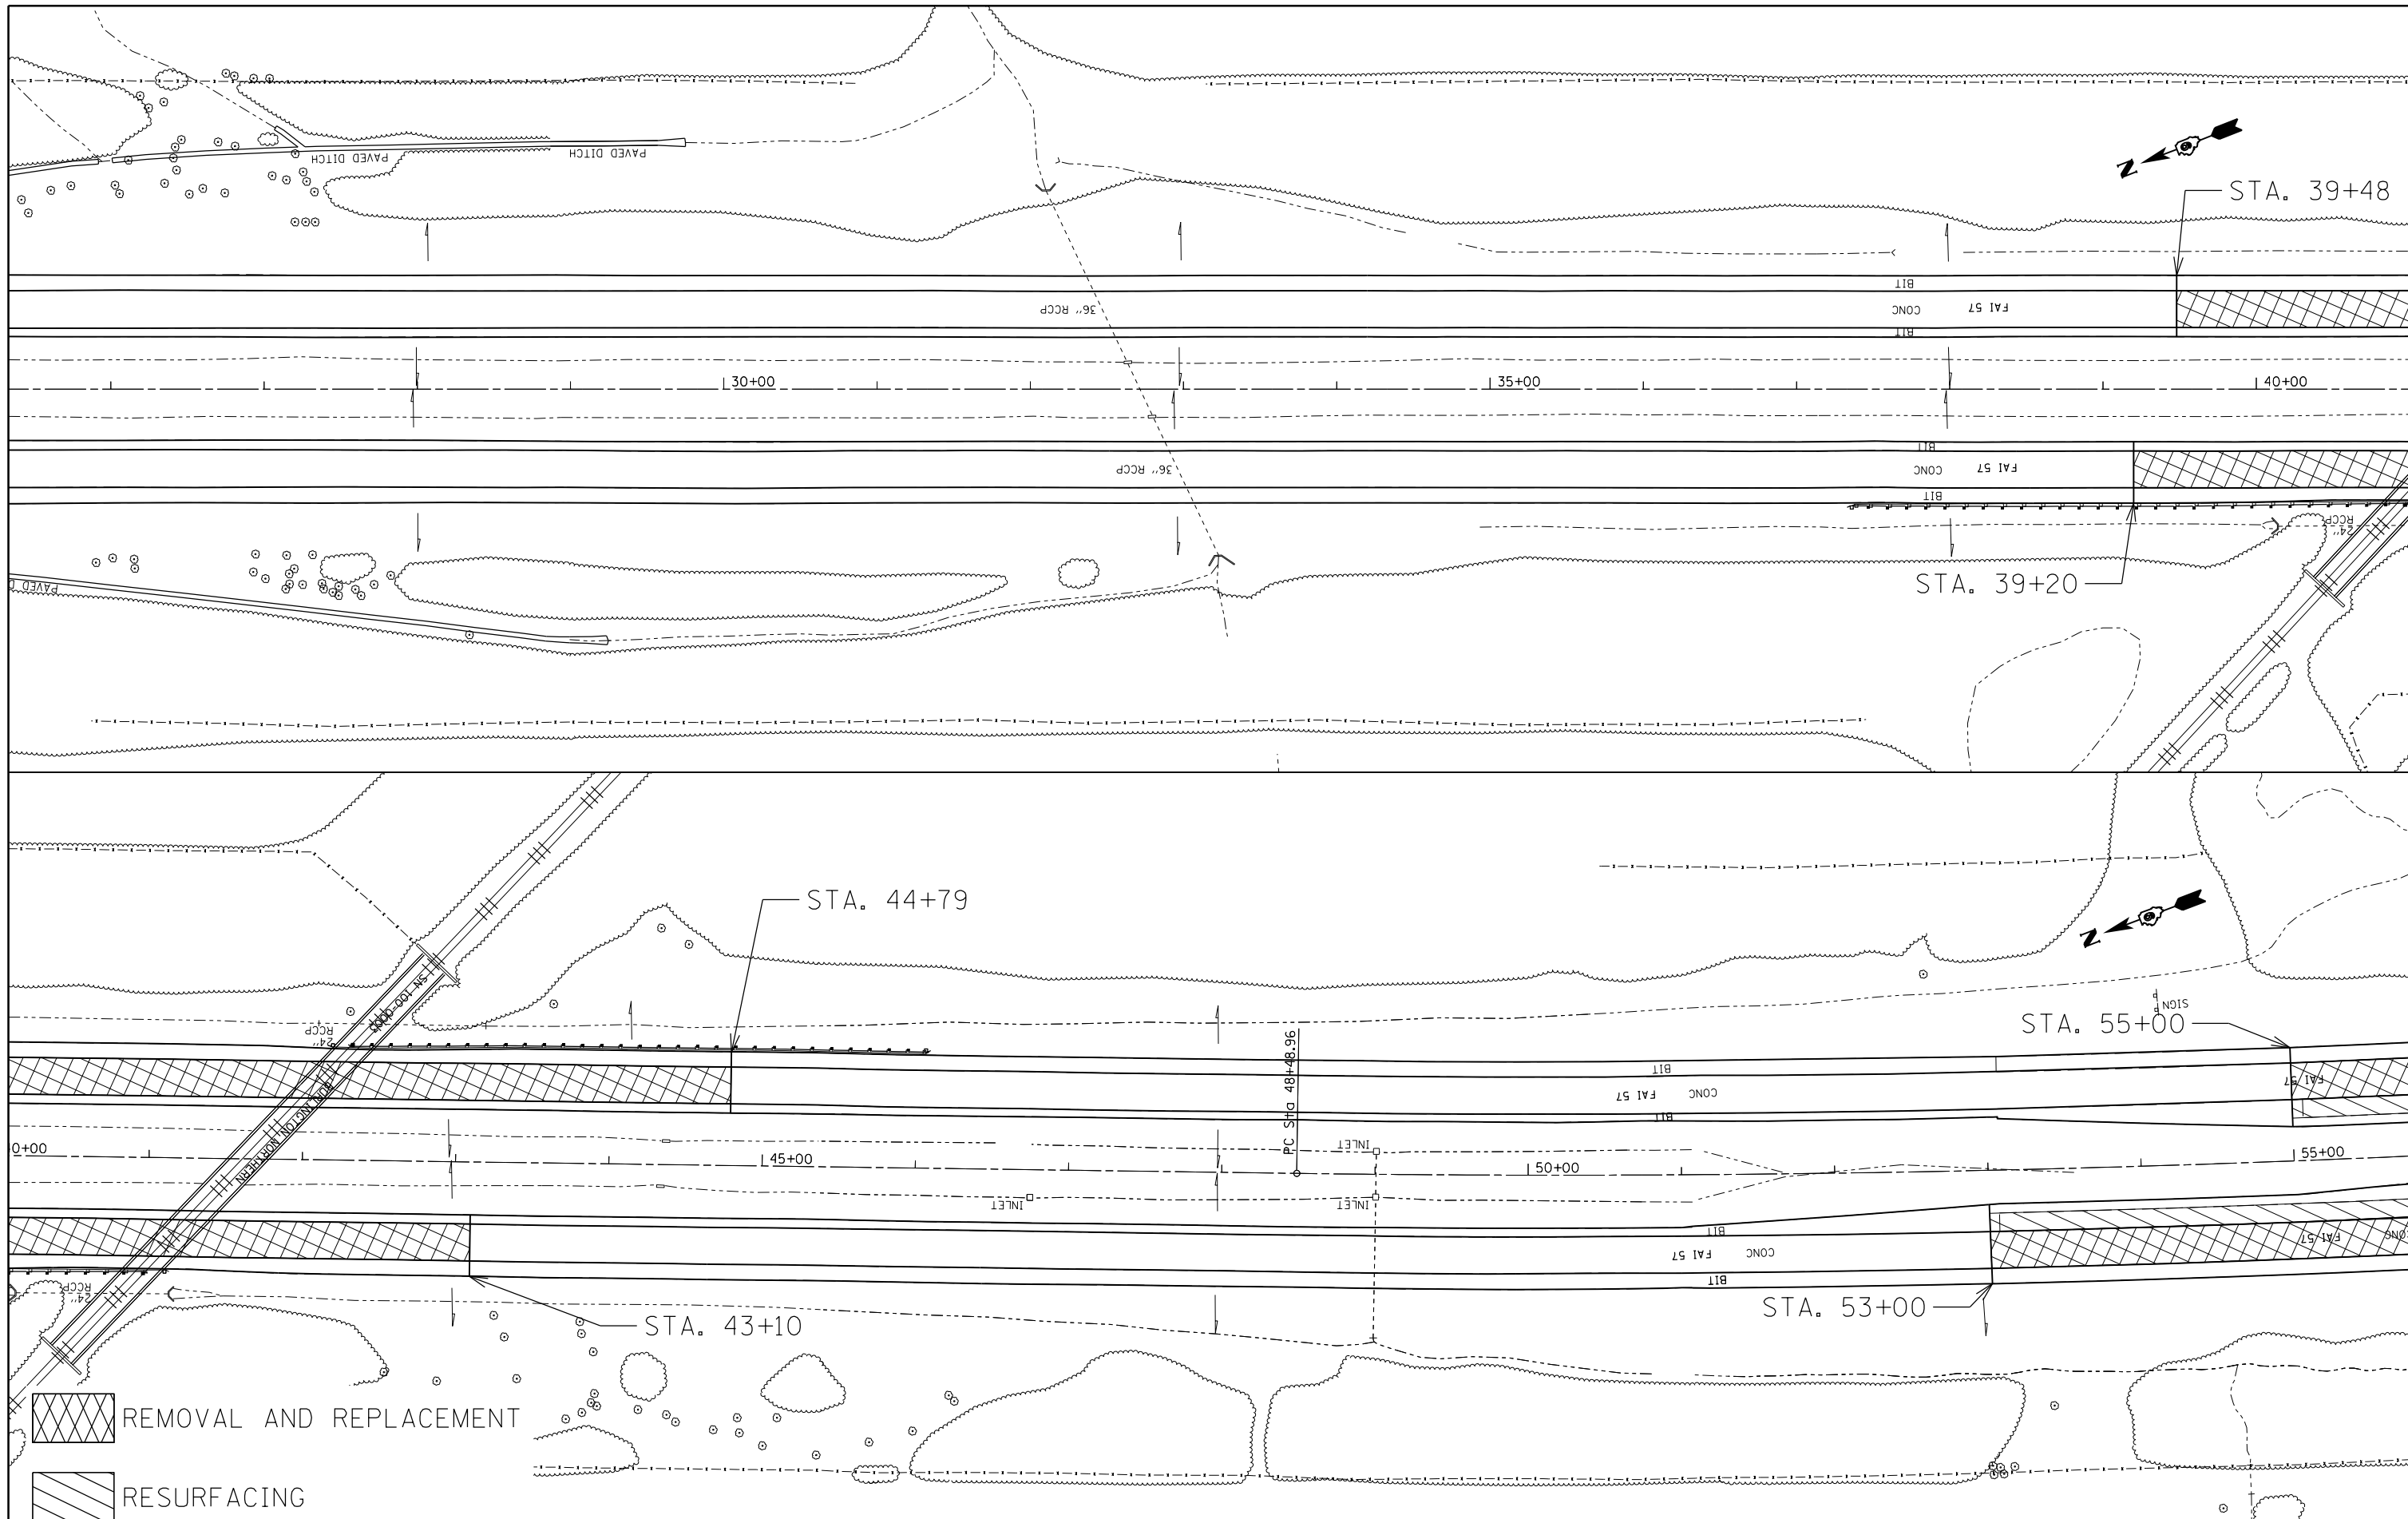 PAVED DITCH
PAVED DITCH
N
STA. 39+48
BIT
36" RCCP
CONC
FAI 57
BIT
30+00
35+00
40+00
BIT
36" RCCP
CONC
FAI 57
BIT
24"
RCCP
PAVED D
STA. 39+20
STA. 44+79
N
SN 100-
SIGN
STA. 55+00
24"
RCCP
PC Sta 48+48.96
BIT
CONC
FAI 57
BIT
FAI 57
BURLINGTON NORTHERN
INLET
0+00
45+00
50+00
55+00
INLET
INLET
BIT
CONC
FAI 57
BIT
FAI 57
CONC
24"
RCCP
STA. 53+00
STA. 43+10
REMOVAL AND REPLACEMENT
RESURFACING